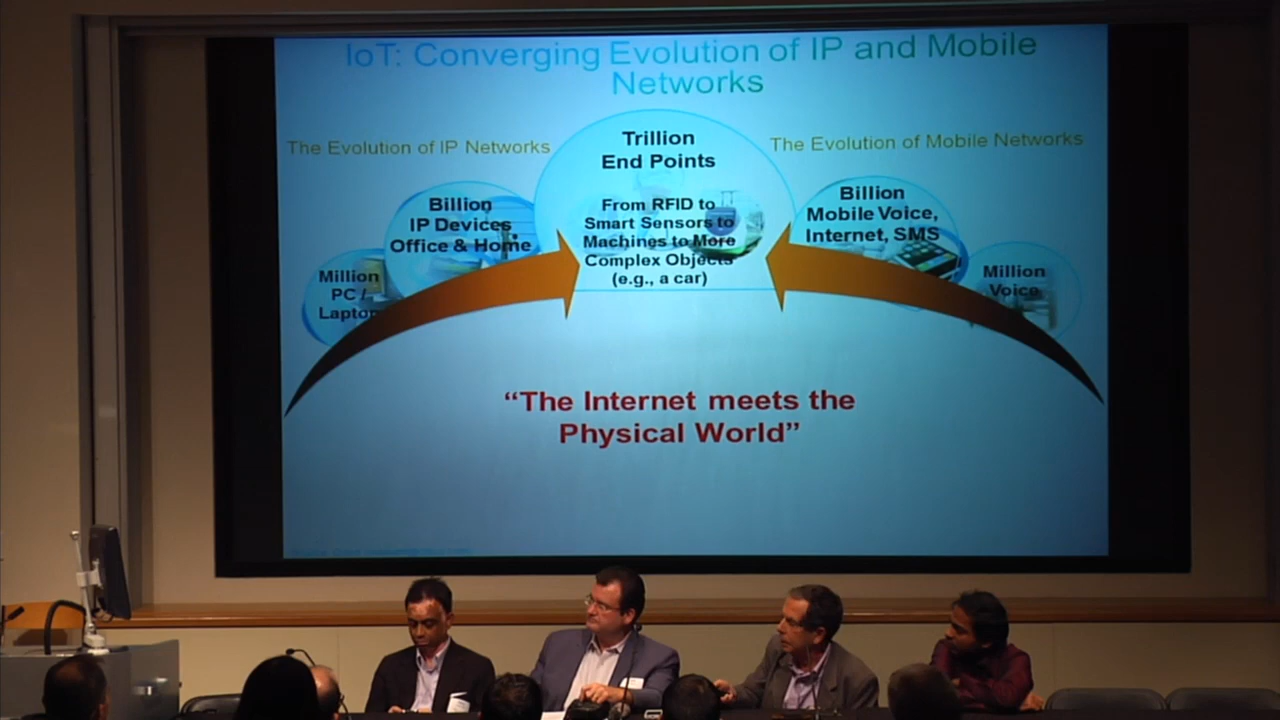 IoT: Converging Evolution of IP and Mobile
Networks
The Evolution of IP Networks
The Evolution of Mobile Networks
Trillion
End Points
From RFID to
Smart Sensors to
Machines to More
Complex Objects
(e.g., a car)
Billion
IP Devices
Office & Home
Million
PC /
Laptop
Billion
Mobile Voice,
Internet, SMS
Million
Voice
“The Internet meets the
Physical World”